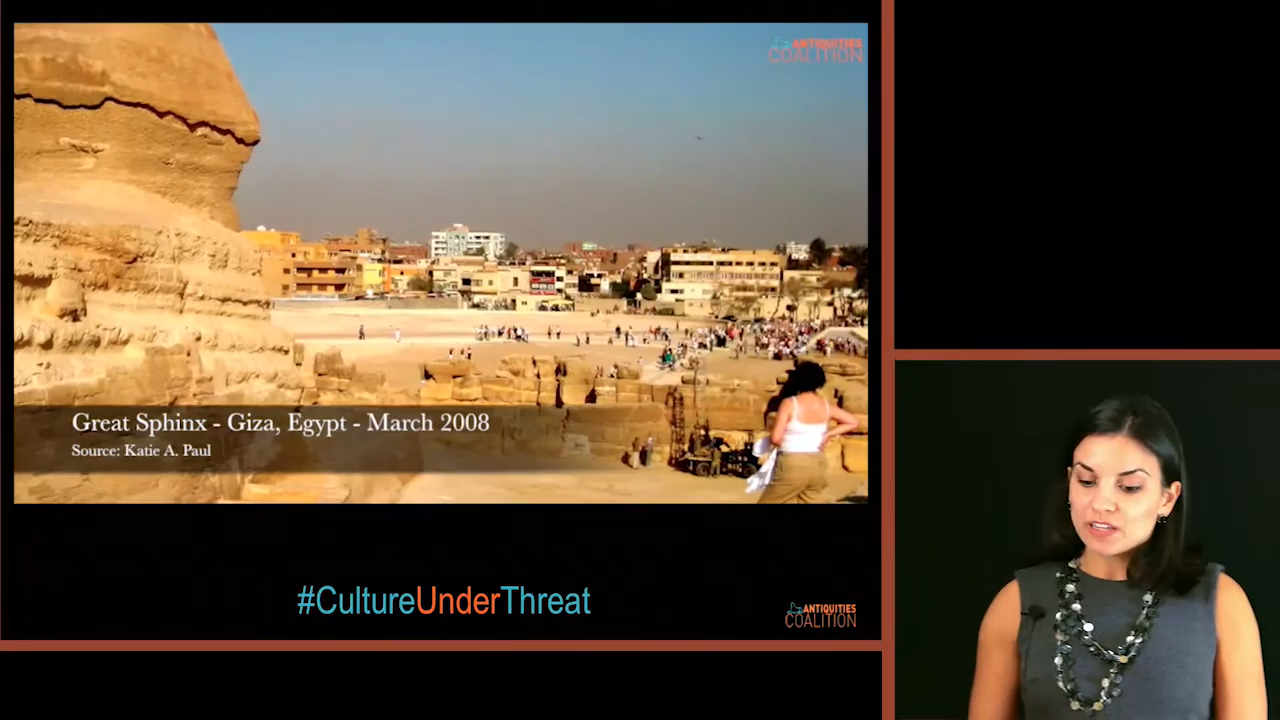 ANTIQUITIES
COALITION
Great Sphinx - Giza, Egypt - March 2008
Source: Katie A. Paul
#CultureUnderThreat
ANTIQUITIES
COALITION